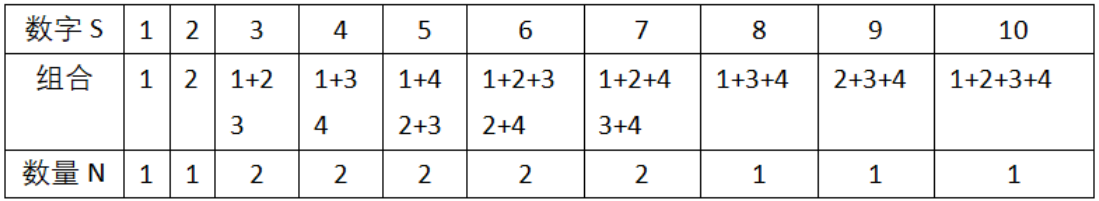 数字 S 1 2 3 4 5 6 7 8 9 10
组合 1 2 1+2 1+3 1+4 1+2+3 1+2+4 1+3+4 2+3+4 1+2+3+4
3 4 2+3 2+4 3+4
数量 N 1 1 2 2 2 2 2 1 1 1